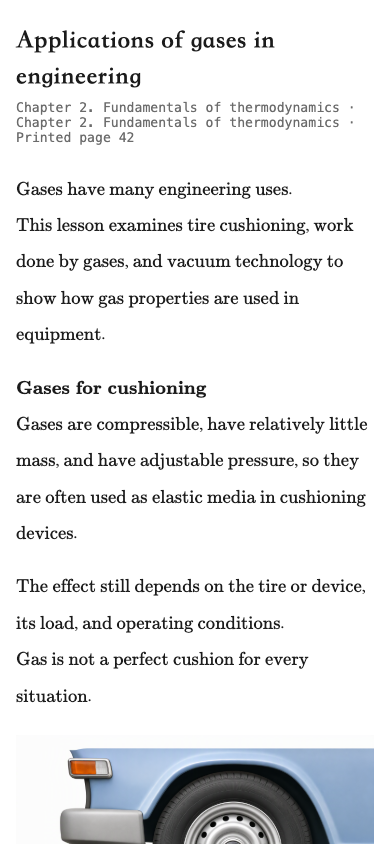 Applications of gases in
engineering
Chapter 2. Fundamentals of thermodynamics ·
Chapter 2. Fundamentals of thermodynamics ·
Printed page 42
Gases have many engineering uses.
This lesson examines tire cushioning, work
done by gases, and vacuum technology to
show how gas properties are used in
equipment.
Gases for cushioning
Gases are compressible, have relatively little
mass, and have adjustable pressure, so they
are often used as elastic media in cushioning
devices.
The effect still depends on the tire or device,
its load, and operating conditions.
Gas is not a perfect cushion for every
situation.